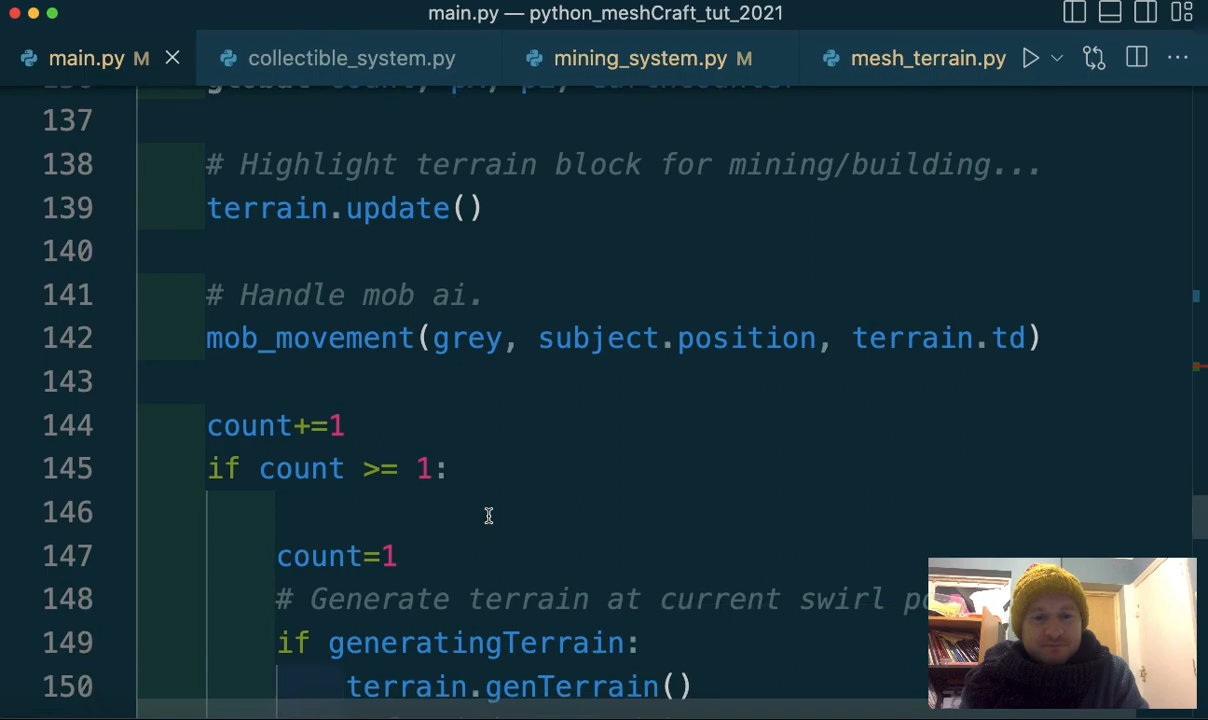 main.py — python_meshCraft_tut_2021
main.py M collectible_system.py mining_system.py M mesh_terrain.py
137
138 # Highlight terrain block for mining/building...
139 terrain.update()
140
141 # Handle mob ai.
142 mob_movement(grey, subject.position, terrain.td)
143
144 count+=1
145 if count >= 1:
146
147 count=1
148 # Generate terrain at current swirl
149 if generatingTerrain:
150 terrain.genTerrain()